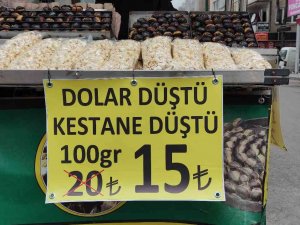 DOLAR DÜŞTÜ
KESTANE DÜŞTÜ
100gr 15₺
20₺